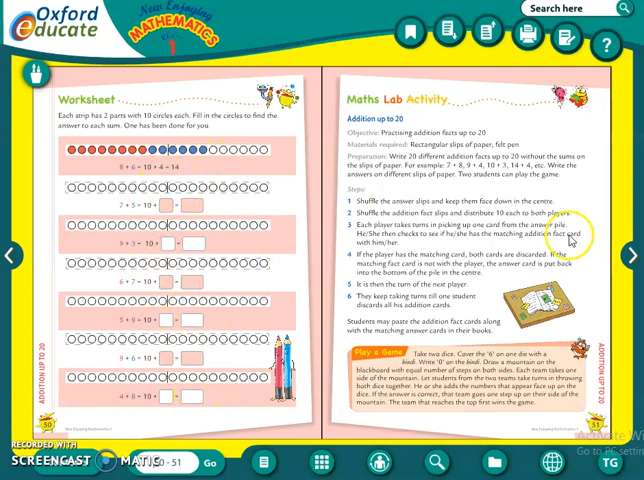 Oxford
educate
New Enjoying
MATHEMATICS
Class
1
Search here
Worksheet
Each strip has 2 parts with 10 circles each. Fill in the circles to find the
answer to each sum. One has been done for you.
8 + 6 = 10 + 4 = 14
7 + 5 = 10 +
=
9 + 3 = 10 +
=
6 + 7 = 10 +
=
5 + 9 = 10 +
=
9 + 6 = 10 +
=
4 + 8 = 10 +
=
ADDITION UP TO 20
50
Maths Lab Activity
Addition up to 20
Objective: Practising addition facts up to 20
Materials required: Rectangular slips of paper, felt pen
Preparation: Write 20 different addition facts up to 20 without the sums on
the slips of paper. For example: 7 + 8, 9 + 4, 10 + 3, 14 + 4, etc. Write the
answers on different slips of paper. Two students can play the game.
Steps:
1 Shuffle the answer slips and keep them face down in the centre.
2 Shuffle the addition fact slips and distribute 10 each to both players.
3 Each player takes turns in picking up one card from the answer pile.
He/She then checks to see if he/she has the matching addition fact card
with him/her.
4 If the player has the matching card, both cards are discarded. If the
matching fact card is not with the player, the answer card is put back
into the bottom of the pile in the centre.
5 It is then the turn of the next player.
6 They keep taking turns till one student
discards all his addition cards.
Students may paste the addition fact cards along
with the matching answer cards in their books.
Play a Game
Take two dice. Cover the '6' on one die with a
bindi. Write '0' on the bindi. Draw a mountain on the
blackboard with equal number of steps on both sides. Each team takes one
side of the mountain. Let students from the two teams take turns in throwing
both dice together. He or she adds the numbers that appear face up on the
dice. If the answer is correct, that team goes one step up on their side of the
mountain. The team that reaches the top first wins the game.
ADDITION UP TO 20
51
Activate Wi
Go to PC setting
RECORDED WITH
SCREENCAST MATIC
50 - 51
Go
TG